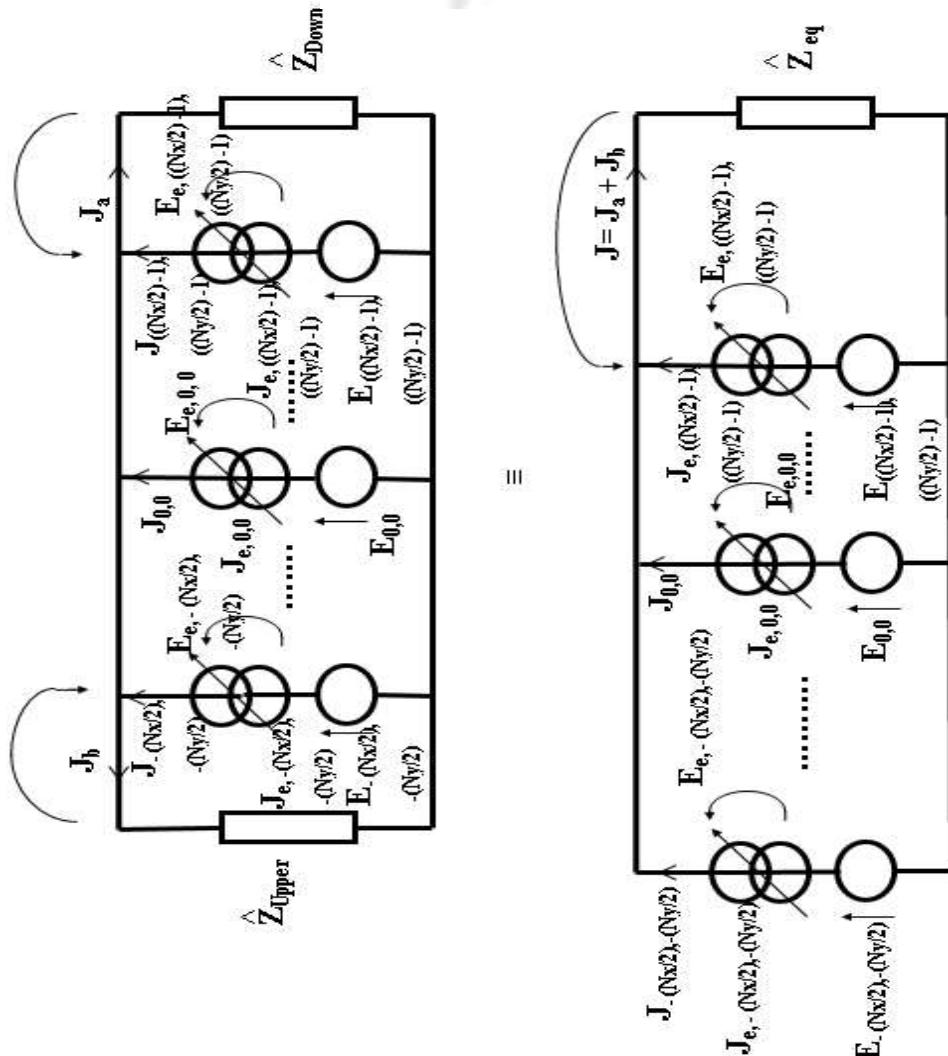 Ẑ_Upper
J_b
J_-(Nx/2),
-(Ny/2)
J_e,-(Nx/2),
-(Ny/2)
E_-(Nx/2),
-(Ny/2)
E_e,-(Nx/2),
-(Ny/2)
.......
J_0,0
J_e,0,0
E_e,0,0
E_0,0
.......
J_((Nx/2)-1),
((Ny/2)-1)
J_e,((Nx/2)-1),
((Ny/2)-1)
E_((Nx/2)-1),
((Ny/2)-1)
J_a
E_e,((Nx/2)-1),
((Ny/2)-1)
Ẑ_Down
≡
J_-(Nx/2),-(Ny/2)
J_e,-(Nx/2),-(Ny/2)
E_-(Nx/2),-(Ny/2)
E_e,-(Nx/2),-(Ny/2)
........
J_0,0
J_e,0,0
E_0,0
E_e,0,0
.......
J_e,((Nx/2)-1),
((Ny/2)-1)
E_((Nx/2)-1),
((Ny/2)-1)
J=J_a+J_b
E_e,((Nx/2)-1),
((Ny/2)-1)
Ẑ_eq